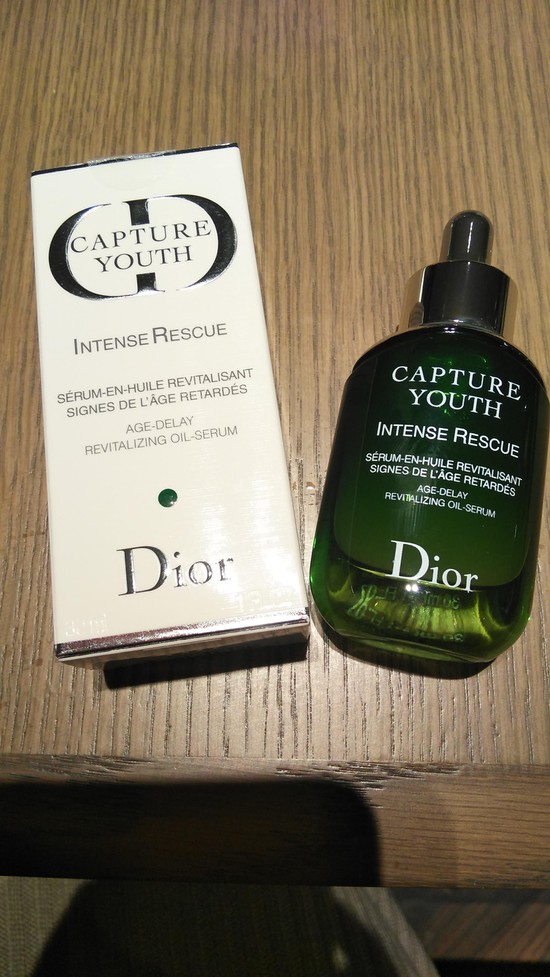 CAPTURE
YOUTH
INTENSE RESCUE
SÉRUM-EN-HUILE REVITALISANT
SIGNES DE L'ÂGE RETARDÉS
AGE-DELAY
REVITALIZING OIL-SERUM
Dior
CAPTURE
YOUTH
INTENSE RESCUE
SÉRUM-EN-HUILE REVITALISANT
SIGNES DE L'ÂGE RETARDÉS
AGE-DELAY
REVITALIZING OIL-SERUM
Dior